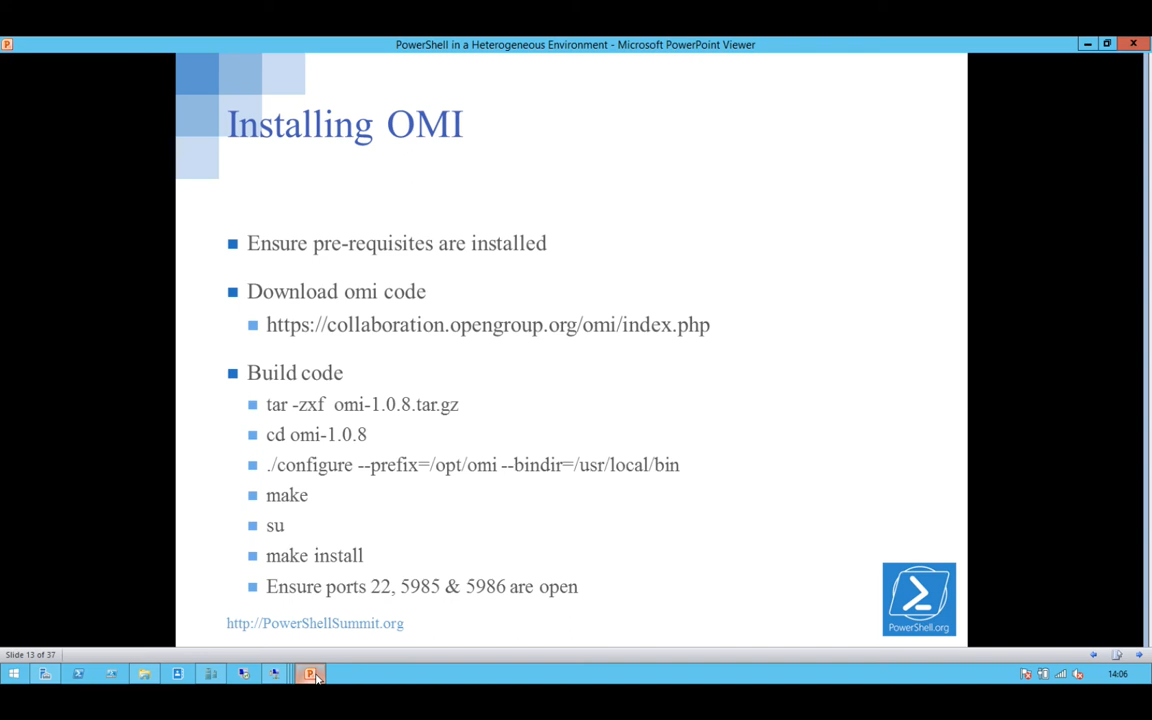 PowerShell in a Heterogeneous Environment - Microsoft PowerPoint Viewer
Installing OMI
Ensure pre-requisites are installed
Download omi code
https://collaboration.opengroup.org/omi/index.php
Build code
tar -zxf omi-1.0.8.tar.gz
cd omi-1.0.8
./configure --prefix=/opt/omi --bindir=/usr/local/bin
make
su
make install
Ensure ports 22, 5985 & 5986 are open
PowerShell.org
http://PowerShellSummit.org
Slide 13 of 37
14:06